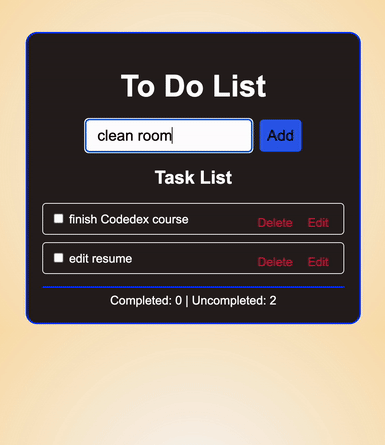 To Do List
clean room Add
Task List
finish Codedex course Delete Edit
edit resume Delete Edit
Completed: 0 | Uncompleted: 2